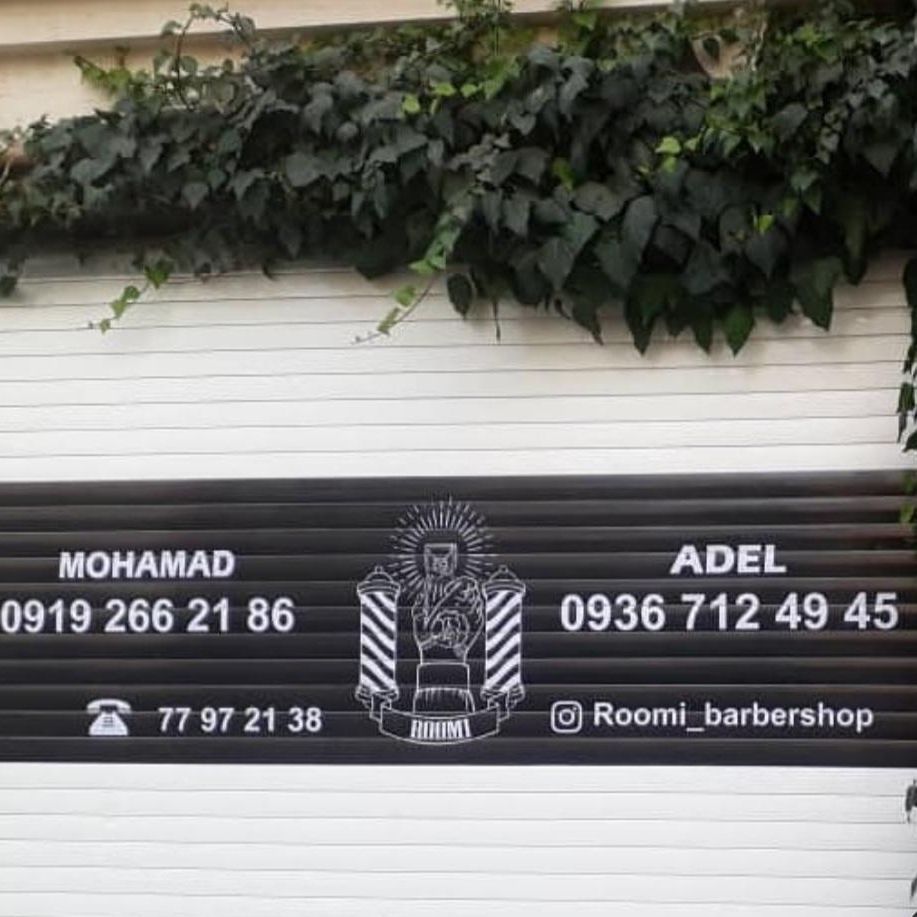 MOHAMAD
0919 266 21 86
77 97 21 38
ROOMI
ADEL
0936 712 49 45
Roomi_barbershop